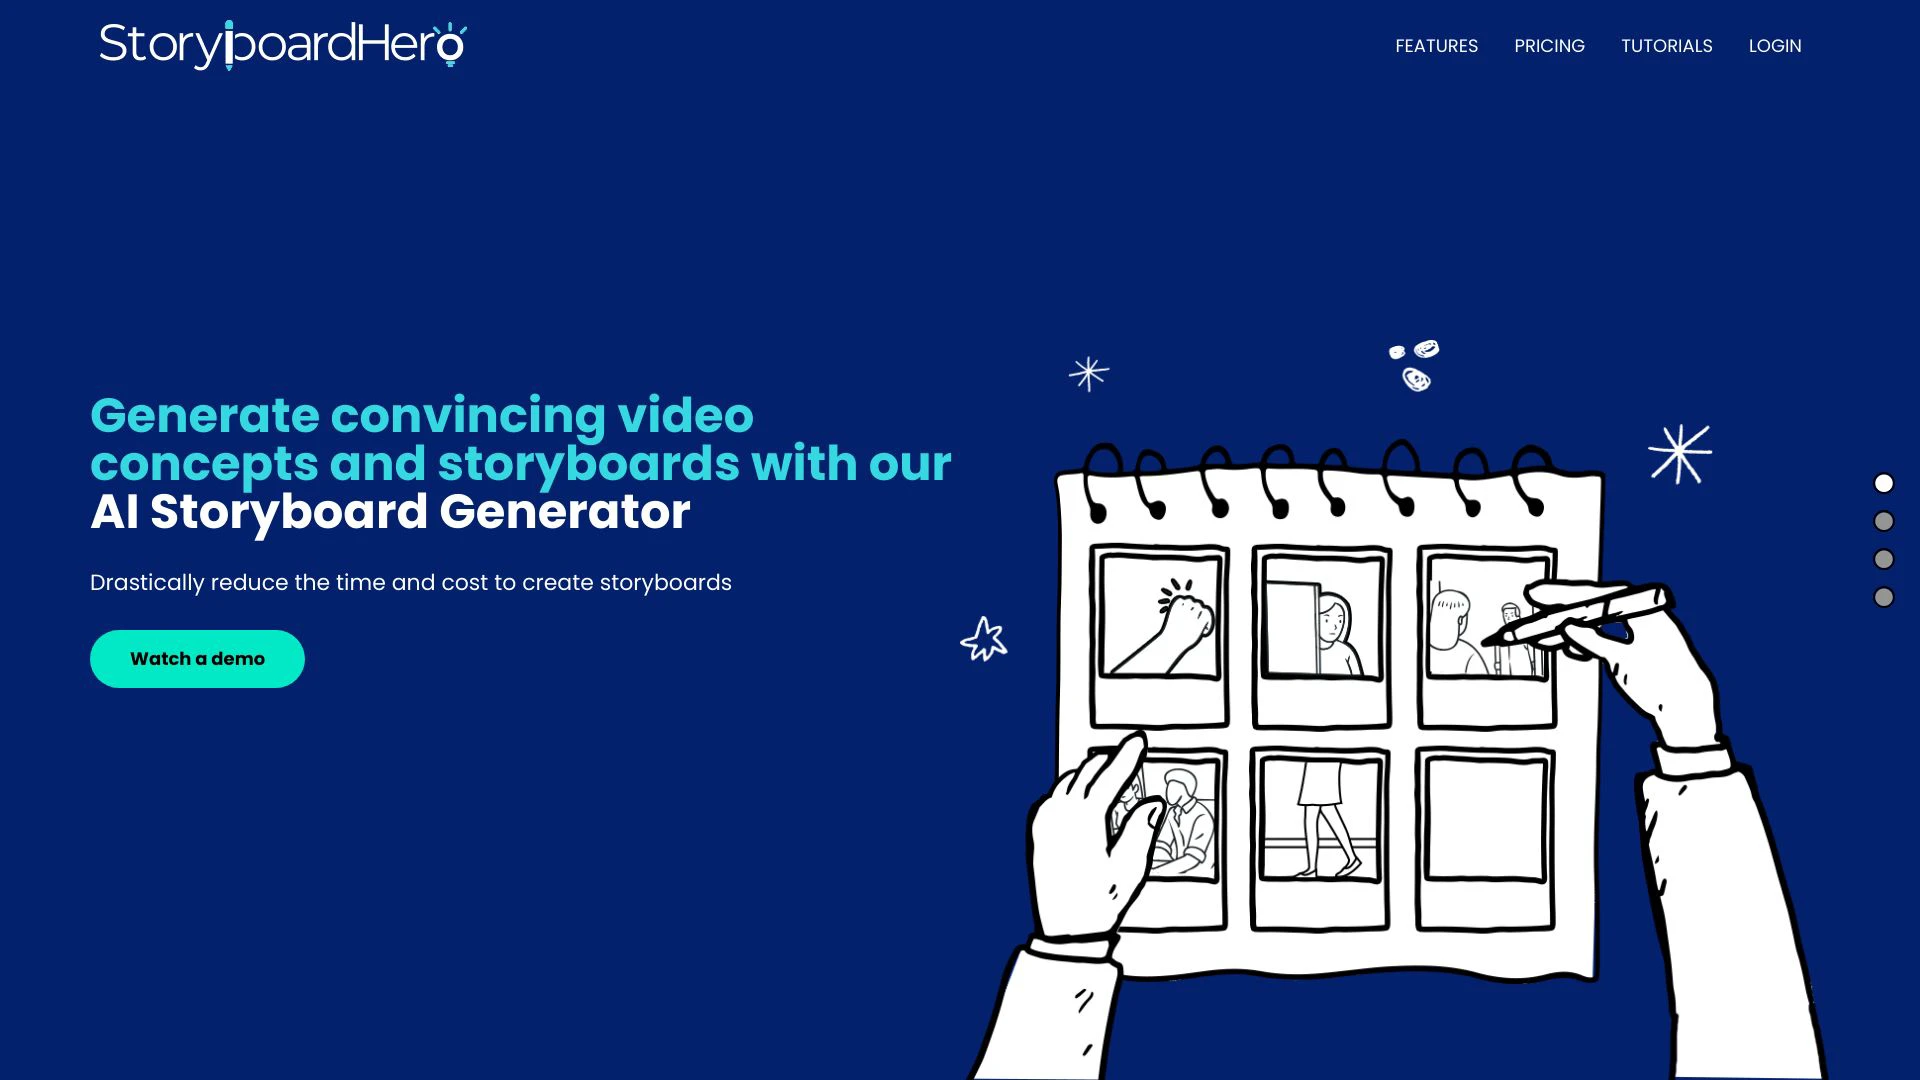 StoryboardHero
FEATURES
PRICING
TUTORIALS
LOGIN
Generate convincing video
concepts and storyboards with our
AI Storyboard Generator
Drastically reduce the time and cost to create storyboards
Watch a demo